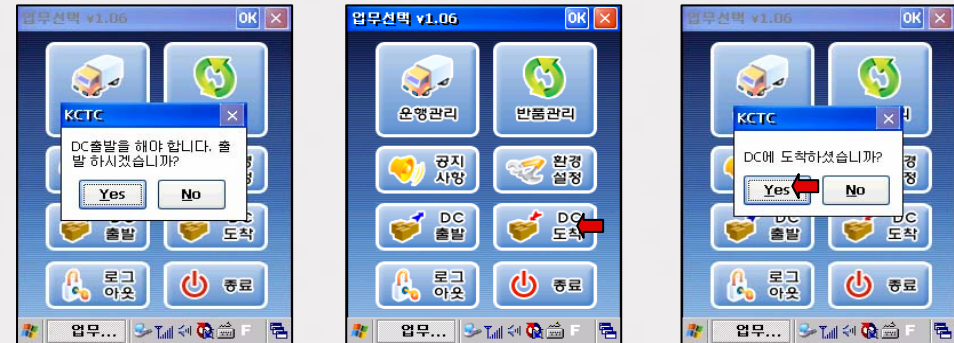 업무선택 v1.06 OK
KCTC
DC출발을 해야 합니다. 출
발 하시겠습니까?
Yes No
출발
도착
로그
아웃
종료
업무...
F
업무선택 v1.06 OK
운행관리
반품관리
공지
사항
환경
설정
DC
출발
DC
도착
로그
아웃
종료
업무...
F
업무선택 v1.06 OK
KCTC
DC에 도착하셨습니까?
Yes No
DC
출발
DC
도착
로그
아웃
종료
업무...
F